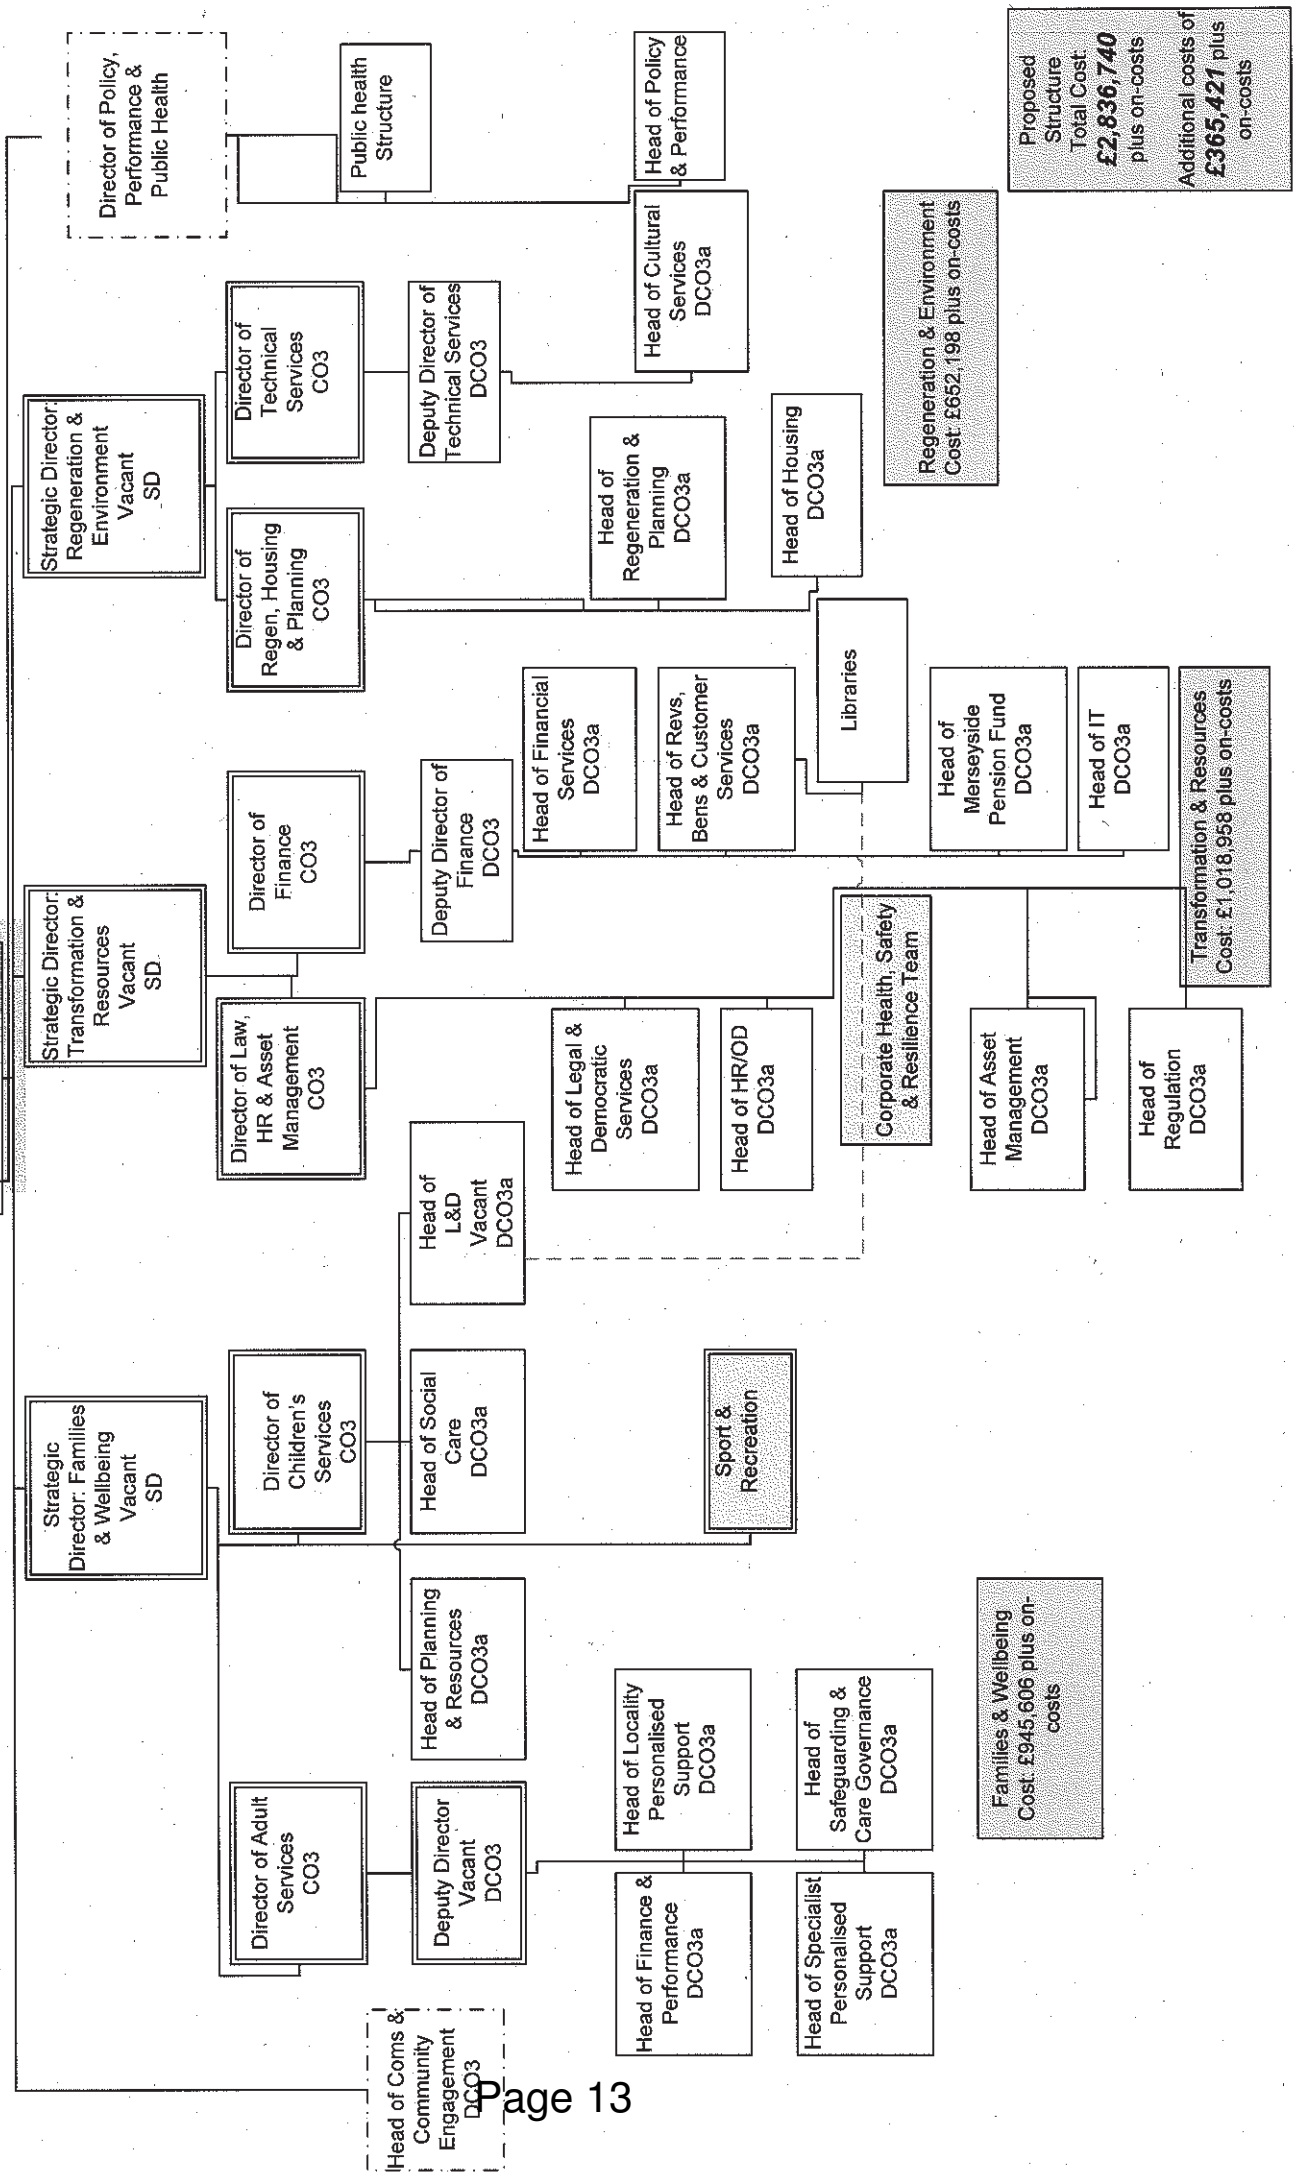 Strategic
Director: Families
& Wellbeing
Vacant
SD
Strategic Director:
Transformation &
Resources
Vacant
SD
Strategic Director:
Regeneration &
Environment
Vacant
SD
Director of Policy,
Performance &
Public Health
Head of Coms &
Community
Engagement
DCO3
Director of Adult
Services
CO3
Director of
Children's
Services
CO3
Director of Law,
HR & Asset
Management
CO3
Director of
Finance
CO3
Director of
Regen, Housing
& Planning
CO3
Director of
Technical
Services
CO3
Public health
Structure
Deputy Director
Vacant
DCO3
Head of Planning
& Resources
DCO3a
Head of Social
Care
DCO3a
Head of
L&D
Vacant
DCO3a
Deputy Director of
Finance
DCO3
Deputy Director of
Technical Services
DCO3
Head of Finance &
Performance
DCO3a
Head of Locality
Personalised
Support
DCO3a
Head of Specialist
Personalised
Support
DCO3a
Head of
Safeguarding &
Care Governance
DCO3a
Sport &
Recreation
Head of Legal &
Democratic
Services
DCO3a
Head of HR/OD
DCO3a
Corporate Health, Safety
& Resilience Team
Head of Asset
Management
DCO3a
Head of
Regulation
DCO3a
Head of Financial
Services
DCO3a
Head of Revs,
Bens & Customer
Services
DCO3a
Libraries
Head of
Merseyside
Pension Fund
DCO3a
Head of IT
DCO3a
Head of
Regeneration &
Planning
DCO3a
Head of Housing
DCO3a
Head of Cultural
Services
DCO3a
Head of Policy
& Performance
Families & Wellbeing
Cost: £945,606 plus on-
costs
Transformation & Resources
Cost: £1,018,958 plus on-costs
Regeneration & Environment
Cost: £652,198 plus on-costs
Proposed
Structure
Total Cost:
£2,836,740
plus on-costs
Additional costs of
£365,421 plus
on-costs
Page 13